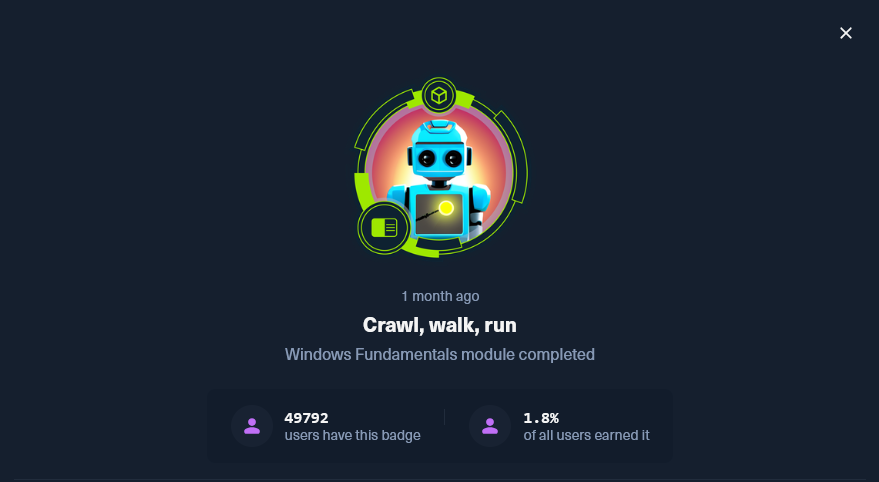 1 month ago
Crawl, walk, run
Windows Fundamentals module completed
49792
users have this badge
1.8%
of all users earned it